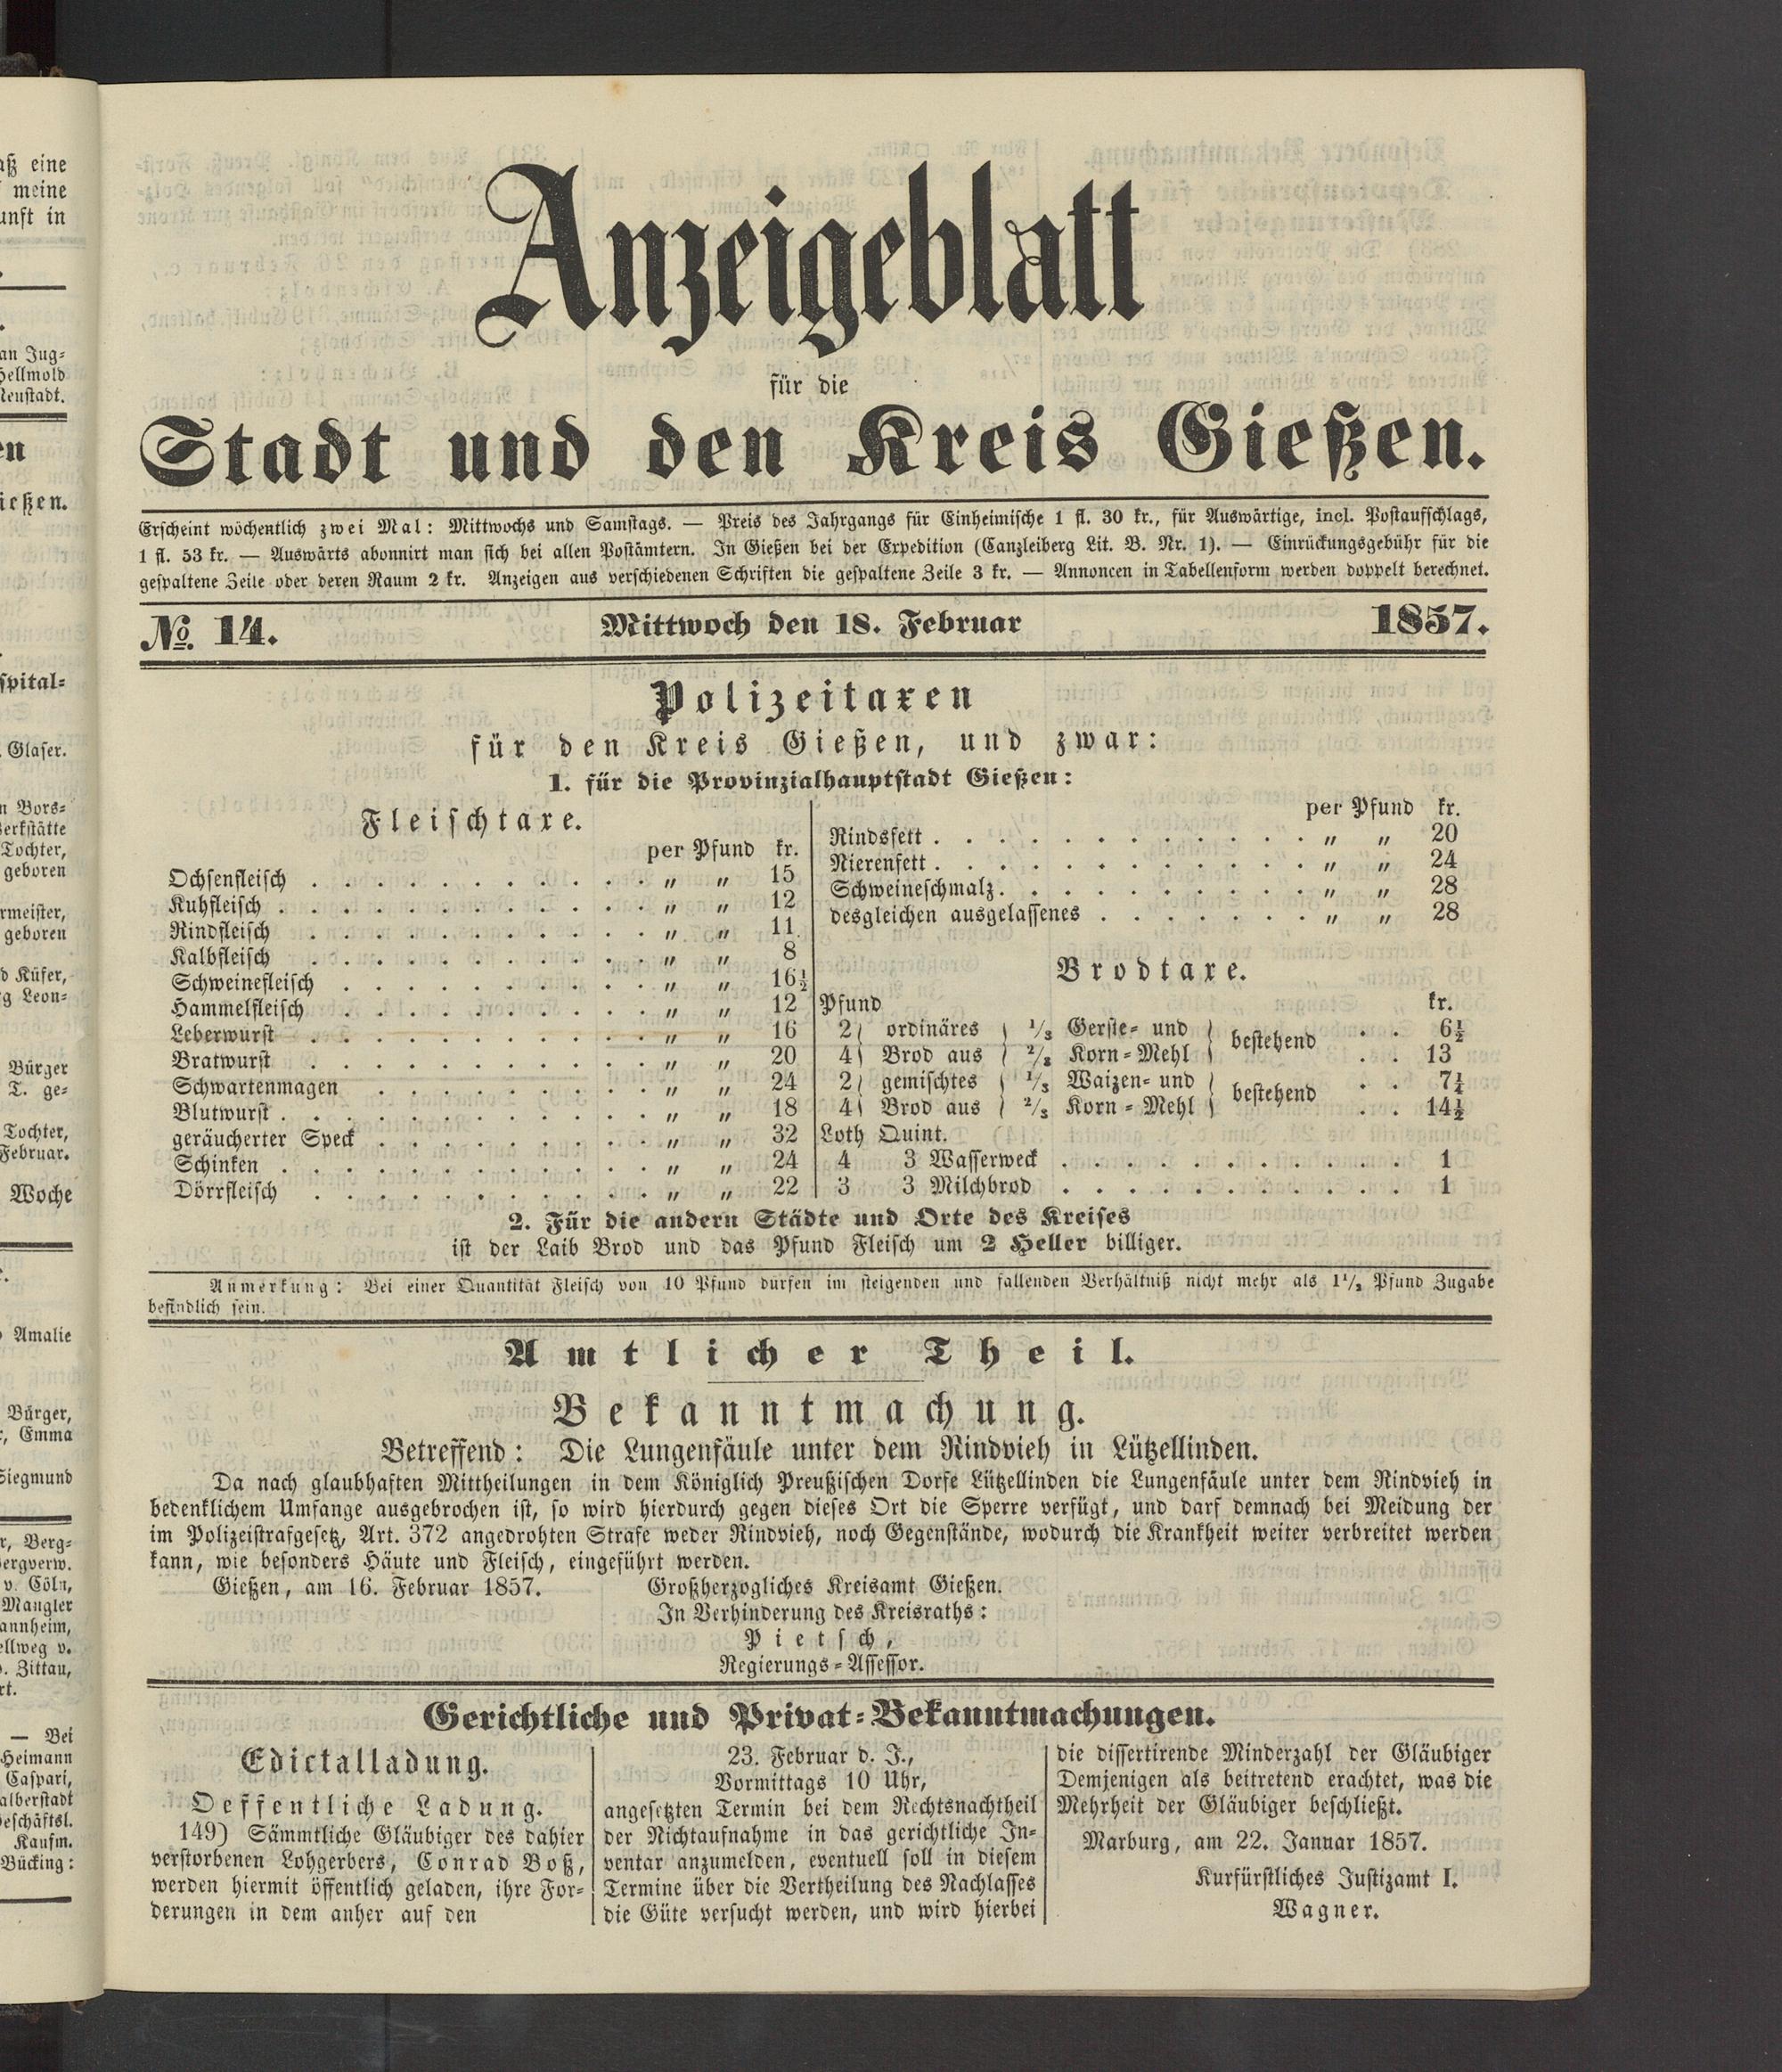 Anzeigeblatt
für die
Stadt und den Kreis Gießen.
Erscheint wöchentlich zwei Mal: Mittwochs und Samstags. — Preis des Jahrgangs für Einheimische 1 fl. 30 kr., für Auswärtige, incl. Postaufschlags,
1 fl. 53 kr. — Auswärts abonnirt man sich bei allen Postämtern. In Gießen bei der Expedition (Canzleiberg Lit. B. Nr. 1). — Einrückungsgebühr für die
gespaltene Zeile oder deren Raum 2 kr. Anzeigen aus verschiedenen Schriften die gespaltene Zeile 3 kr. — Annoncen in Tabellenform werden doppelt berechnet.
No. 14. Mittwoch den 18. Februar 1857.
Polizeitaxen
für den Kreis Gießen, und zwar:
1. für die Provinzialhauptstadt Gießen:
Fleischtaxe.
per Pfund kr.
Ochsenfleisch . . . . . . . . . . . „ „ 15
Kuhfleisch . . . . . . . . . . . . „ „ 12
Rindfleisch . . . . . . . . . . . „ „ 11
Kalbfleisch . . . . . . . . . . . „ „ 8
Schweinefleisch . . . . . . . . . . „ „ 16½
Hammelfleisch . . . . . . . . . . „ „ 12
Leberwurst . . . . . . . . . . . „ „ 16
Bratwurst . . . . . . . . . . . „ „ 20
Schwartenmagen . . . . . . . . . „ „ 24
Blutwurst . . . . . . . . . . . . „ „ 18
geräucherter Speck . . . . . . . . . „ „ 32
Schinken . . . . . . . . . . . . „ „ 24
Dörrfleisch . . . . . . . . . . . „ „ 22
per Pfund kr.
Rindsfett . . . . . . . . . . . . „ „ 20
Nierenfett . . . . . . . . . . . . „ „ 24
Schweineschmalz . . . . . . . . . . „ „ 28
desgleichen ausgelassenes . . . . . . . „ „ 28
Brodtaxe.
Pfund kr.
2 } ordinäres { 1/3 Gerste- und } bestehend . . 6½
4 } Brod aus { 2/3 Korn-Mehl } . . 13
2 } gemischtes { 1/3 Waizen- und } bestehend . . 7¼
4 } Brod aus { 2/3 Korn-Mehl } . . 14½
Loth Quint.
4 3 Wasserweck . . . . . . . . . . . 1
3 3 Milchbrod . . . . . . . . . . . 1
2. Für die andern Städte und Orte des Kreises
ist der Laib Brod und das Pfund Fleisch um 2 Heller billiger.
Anmerkung: Bei einer Quantität Fleisch von 10 Pfund dürfen im steigenden und fallenden Verhältniß nicht mehr als 1 1/2 Pfund Zugabe
befindlich sein.
Amtlicher Theil.
Bekanntmachung.
Betreffend: Die Lungenfäule unter dem Rindvieh in Lützellinden.
Da nach glaubhaften Mittheilungen in dem Königlich Preußischen Dorfe Lützellinden die Lungenfäule unter dem Rindvieh in
bedenklichem Umfange ausgebrochen ist, so wird hierdurch gegen dieses Ort die Sperre verfügt, und darf demnach bei Meidung der
im Polizeistrafgesetz, Art. 372 angedrohten Strafe weder Rindvieh, noch Gegenstände, wodurch die Krankheit weiter verbreitet werden
kann, wie besonders Häute und Fleisch, eingeführt werden.
Gießen, am 16. Februar 1857. Großherzogliches Kreisamt Gießen.
In Verhinderung des Kreisraths:
Pietsch,
Regierungs-Assessor.
Gerichtliche und Privat-Bekanntmachungen.
Edictalladung.
Oeffentliche Ladung.
149) Sämmtliche Gläubiger des dahier
verstorbenen Lohgerbers, Conrad Boß,
werden hiermit öffentlich geladen, ihre For-
derungen in dem anher auf den
23. Februar d. J.,
Vormittags 10 Uhr,
angesetzten Termin bei dem Rechtsnachtheil
der Nichtaufnahme in das gerichtliche In-
ventar anzumelden, eventuell soll in diesem
Termine über die Vertheilung des Nachlasses
die Güte versucht werden, und wird hierbei
die dissertirende Minderzahl der Gläubiger
Demjenigen als beitretend erachtet, was die
Mehrheit der Gläubiger beschließt.
Marburg, am 22. Januar 1857.
Kurfürstliches Justizamt I.
Wagner.